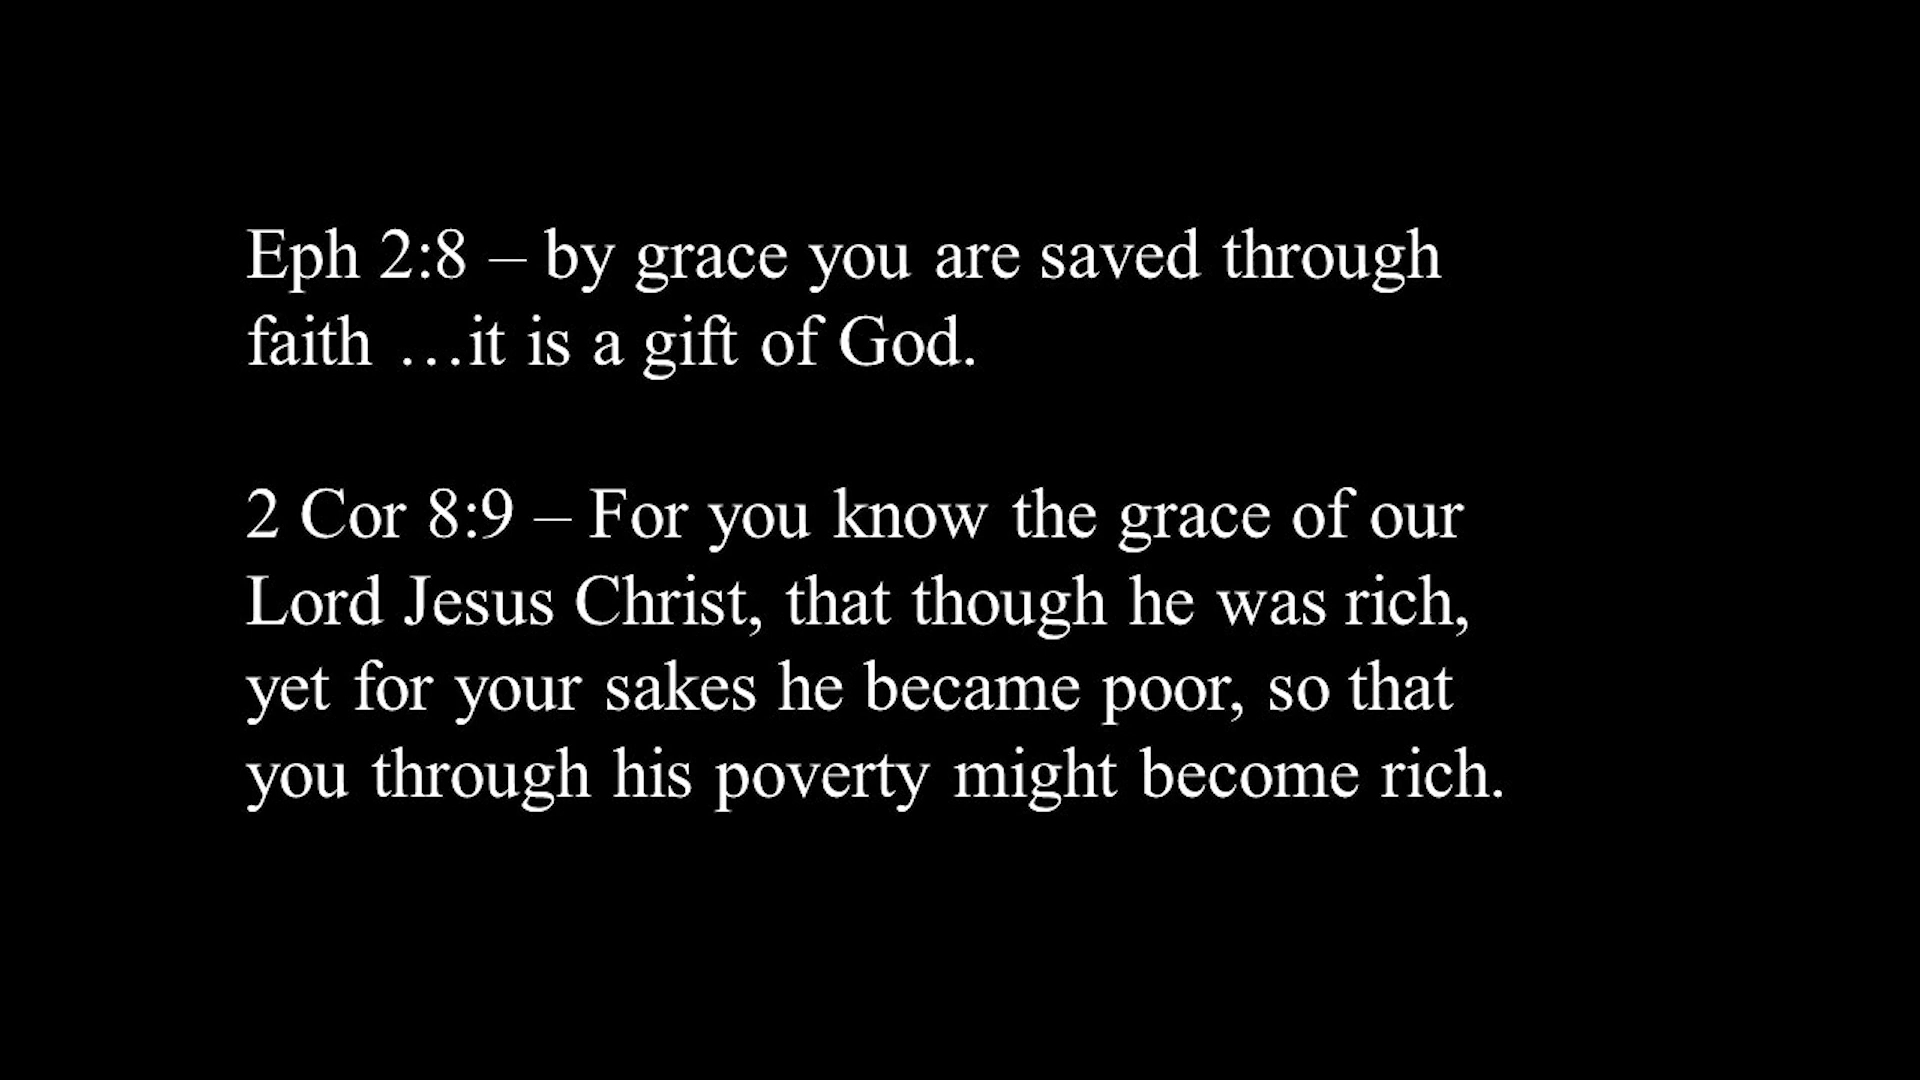 Eph 2:8 – by grace you are saved through
faith …it is a gift of God.
2 Cor 8:9 – For you know the grace of our
Lord Jesus Christ, that though he was rich,
yet for your sakes he became poor, so that
you through his poverty might become rich.